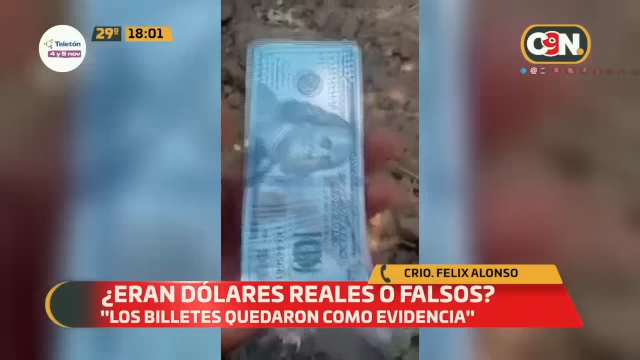 Teletón
4 y 5 nov
29º 18:01
C9N
100
CRIO. FELIX ALONSO
¿ERAN DÓLARES REALES O FALSOS?
"LOS BILLETES QUEDARON COMO EVIDENCIA"